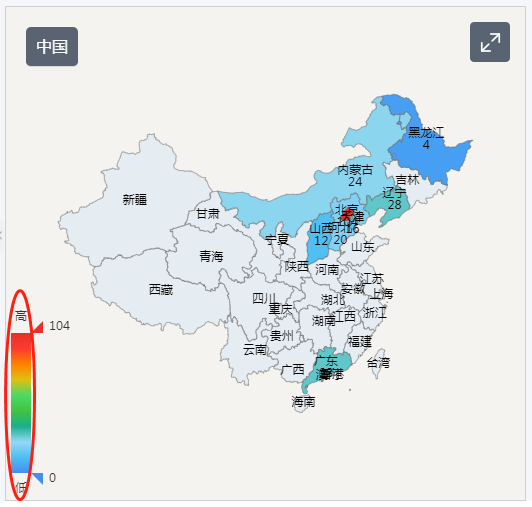 中国
黑龙江
4
内蒙古
24
吉林
辽宁
28
新疆
甘肃
北京
天津
16
山西
12
河北
20
宁夏
山东
青海
陕西
河南
西藏
江苏
安徽
上海
四川
重庆
湖北
浙江
高
104
湖南
江西
贵州
云南
福建
广东
台湾
广西
海南
0
低